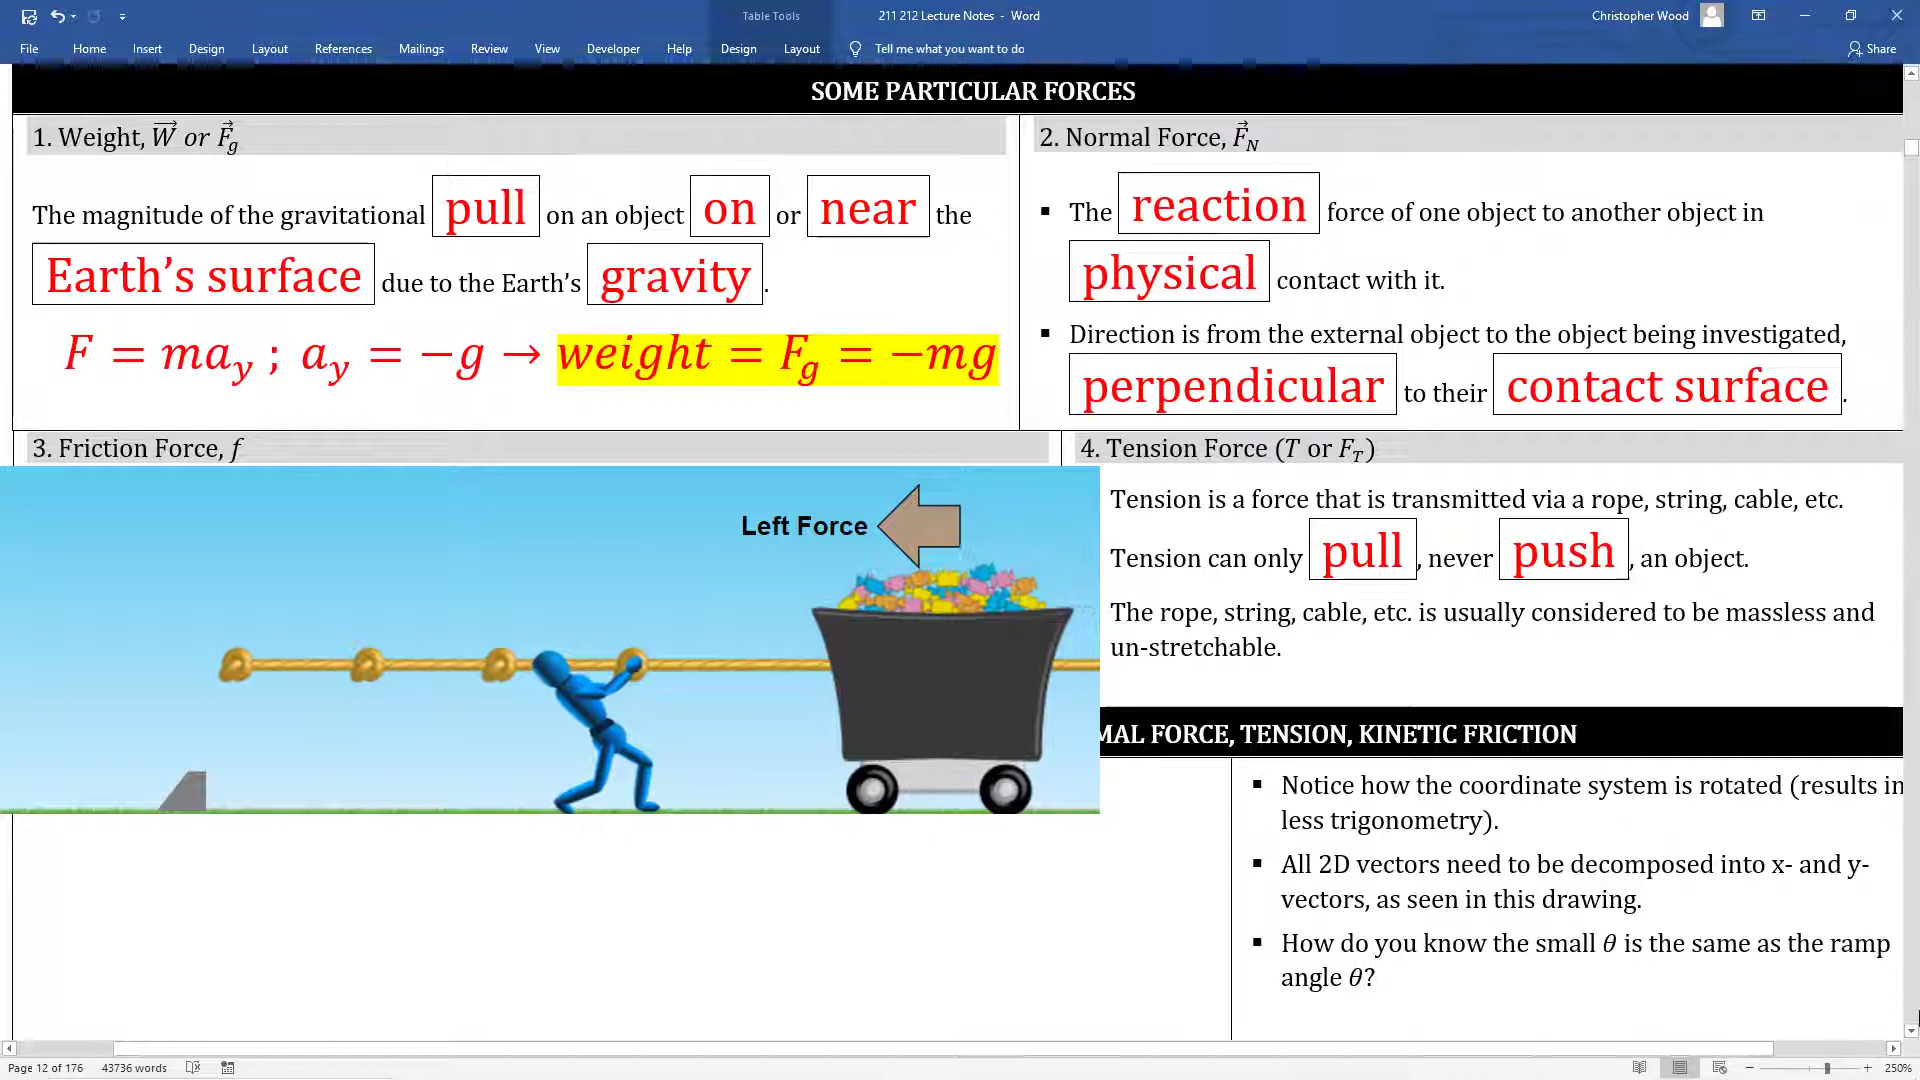 Table Tools
211 212 Lecture Notes - Word
Christopher Wood
File Home Insert Design Layout References Mailings Review View Developer Help Design Layout Tell me what you want to do
Share
SOME PARTICULAR FORCES
1. Weight, W⃗ or F⃗g
The magnitude of the gravitational pull on an object on or near the
Earth’s surface due to the Earth’s gravity.
F = maᵧ ; aᵧ = −g → weight = Fg = −mg
2. Normal Force, F⃗N
▪ The reaction force of one object to another object in
physical contact with it.
▪ Direction is from the external object to the object being investigated,
perpendicular to their contact surface.
3. Friction Force, f
Left Force
4. Tension Force (T or FT)
Tension is a force that is transmitted via a rope, string, cable, etc.
Tension can only pull, never push, an object.
The rope, string, cable, etc. is usually considered to be massless and
un-stretchable.
MAL FORCE, TENSION, KINETIC FRICTION
▪ Notice how the coordinate system is rotated (results in
less trigonometry).
▪ All 2D vectors need to be decomposed into x- and y-
vectors, as seen in this drawing.
▪ How do you know the small θ is the same as the ramp
angle θ?
Page 12 of 176 43736 words
250%